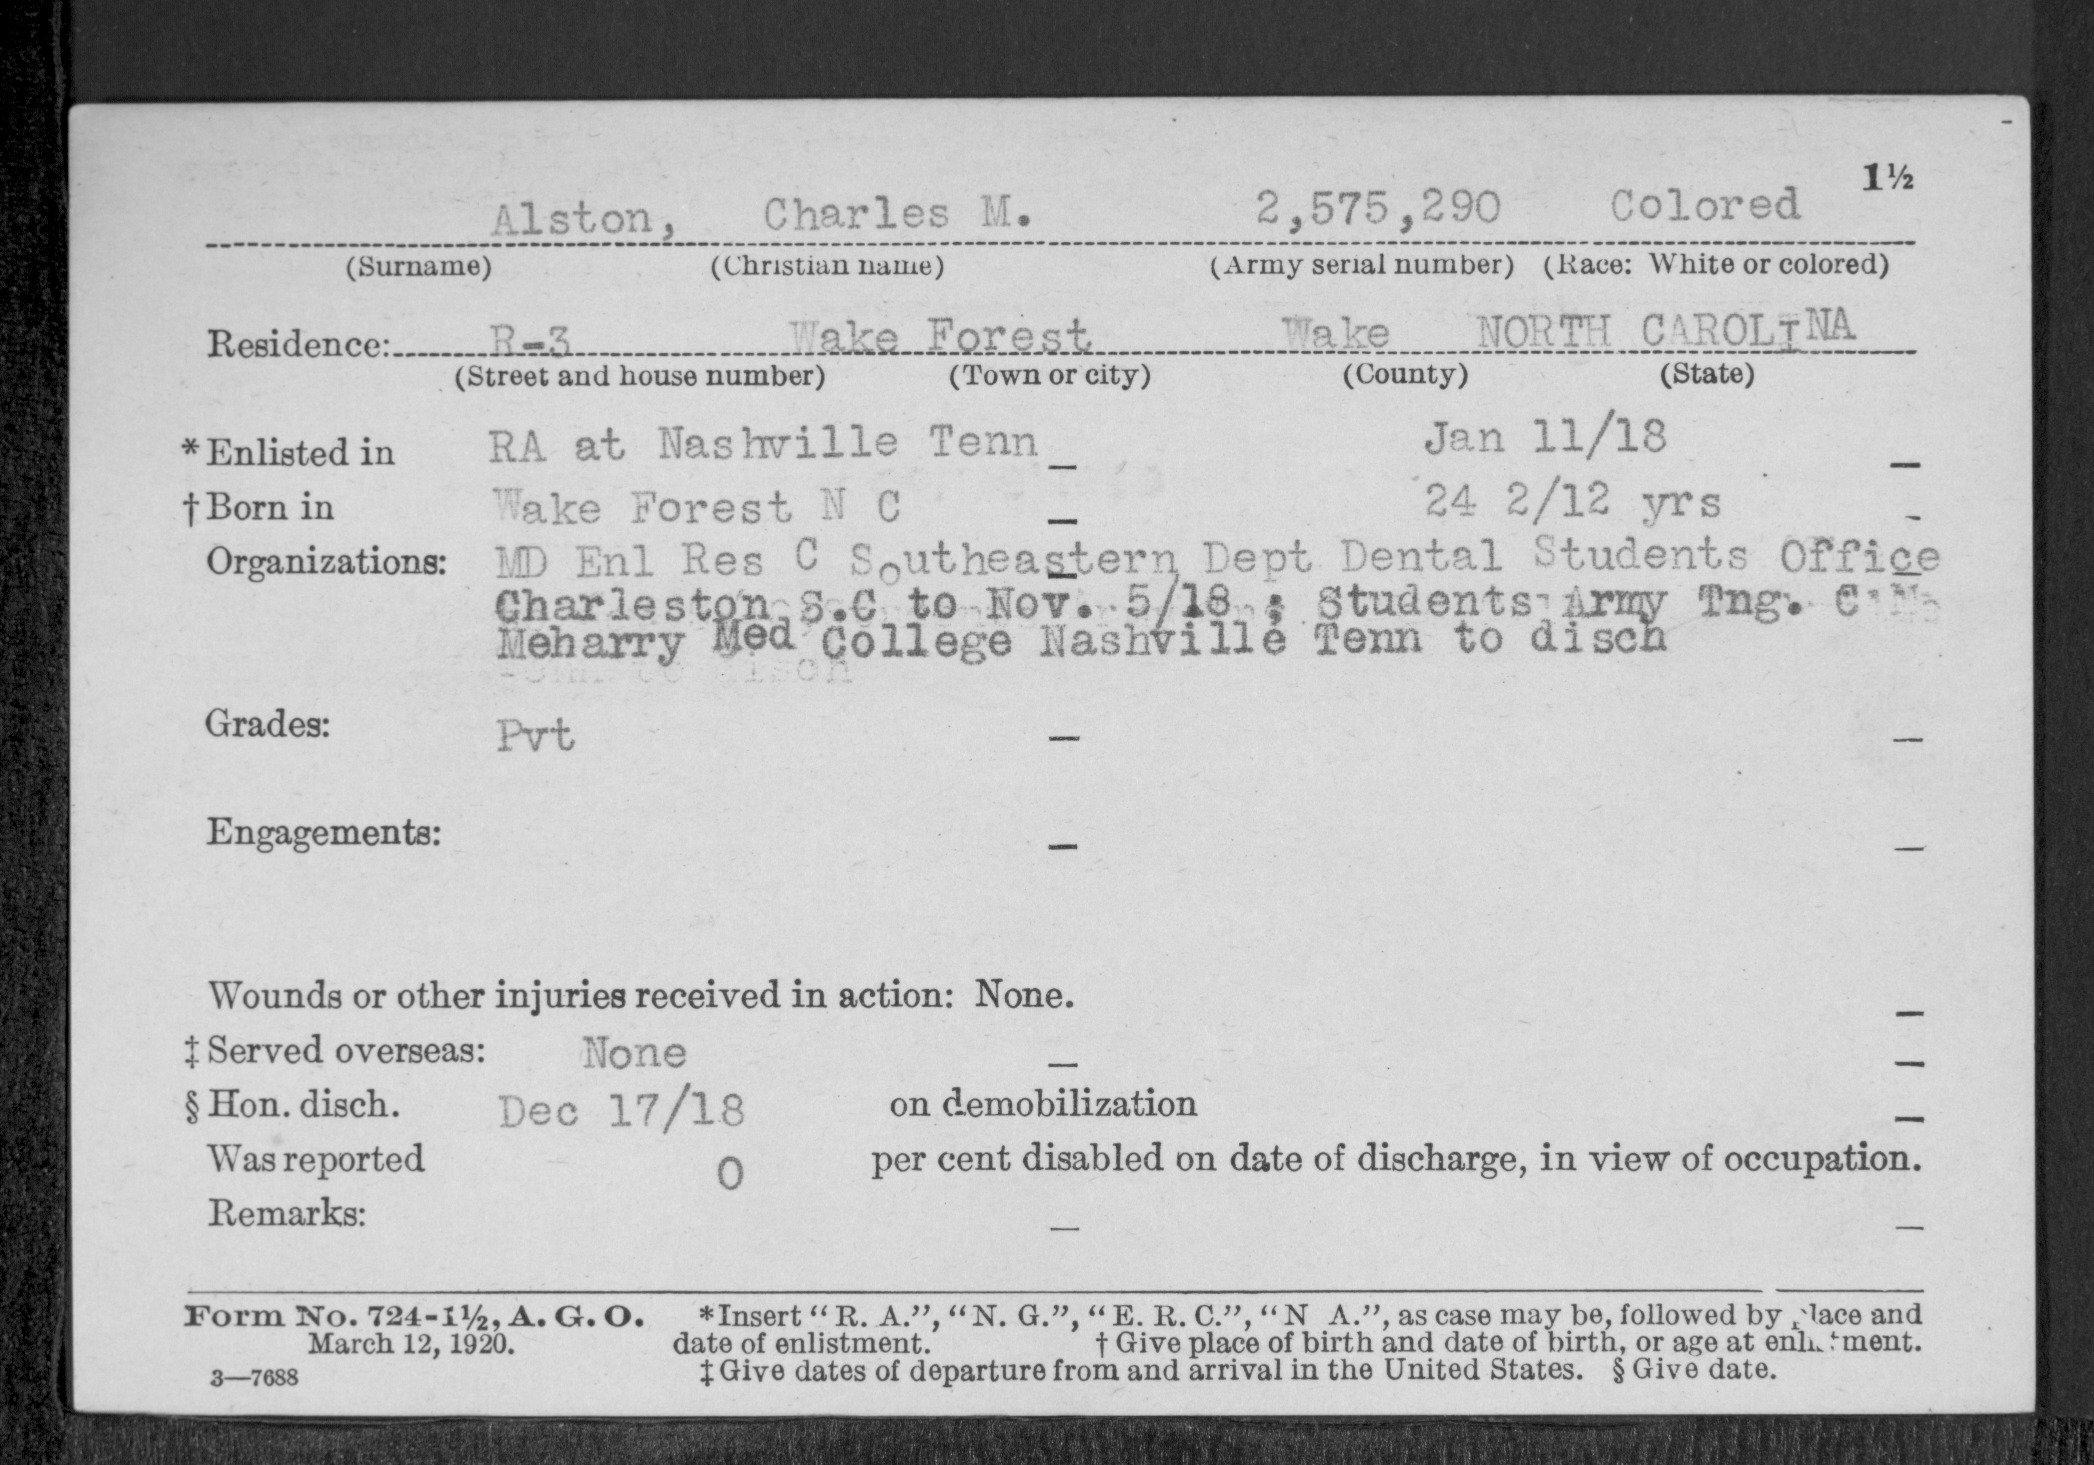 1½
Alston, Charles M. 2,575,290 Colored
(Surname) (Christian name) (Army serial number) (Race: White or colored)
Residence: R-3 Wake Forest Wake NORTH CAROLINA
(Street and house number) (Town or city) (County) (State)
*Enlisted in RA at Nashville Tenn Jan 11/18
†Born in Wake Forest N C 24 2/12 yrs
Organizations: MD Enl Res C Southeastern Dept Dental Students Office
Charleston S.C to Nov. 5/18 ; Students Army Tng. C
Meharry Med College Nashville Tenn to disch
Grades: Pvt
Engagements:
Wounds or other injuries received in action: None.
‡Served overseas: None
§Hon. disch. Dec 17/18 on demobilization
Was reported 0 per cent disabled on date of discharge, in view of occupation.
Remarks:
Form No. 724-1½, A. G. O. *Insert “R. A.”, “N. G.”, “E. R. C.”, “N A.”, as case may be, followed by place and
March 12, 1920. date of enlistment. †Give place of birth and date of birth, or age at enlistment.
3—7688 ‡Give dates of departure from and arrival in the United States. §Give date.